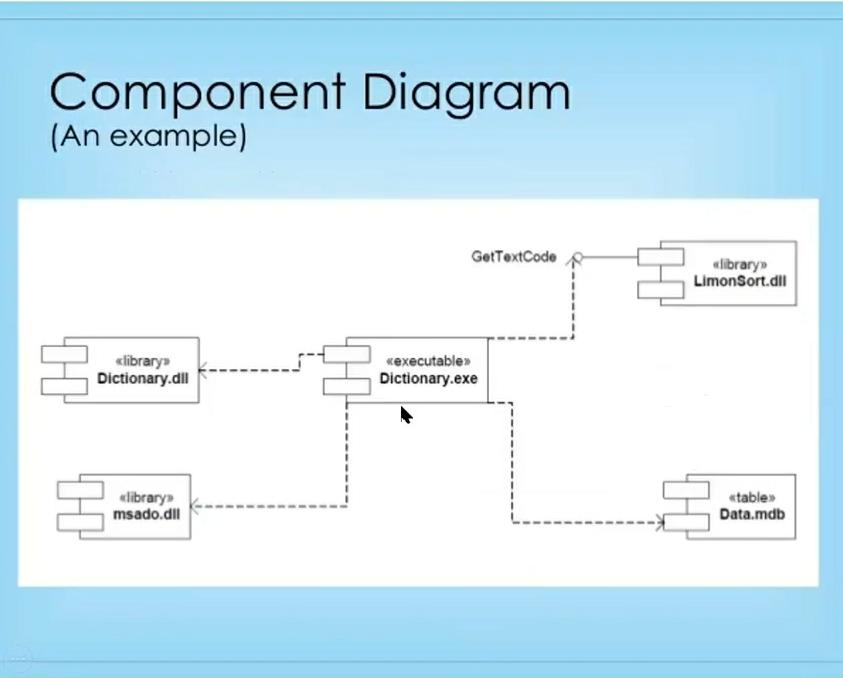 Component Diagram
(An example)
GetTextCode
«library»
LimonSort.dll
«library»
Dictionary.dll
«executable»
Dictionary.exe
«library»
msado.dll
«table»
Data.mdb